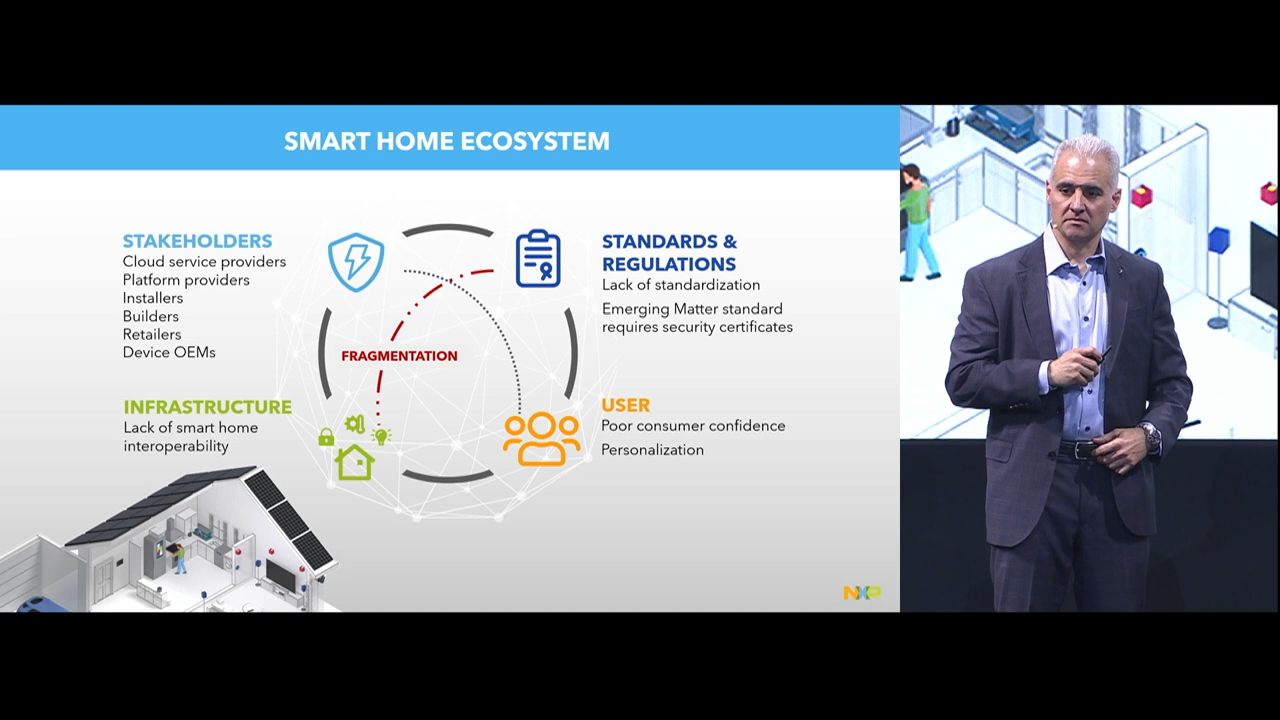 SMART HOME ECOSYSTEM
STAKEHOLDERS
Cloud service providers
Platform providers
Installers
Builders
Retailers
Device OEMs
STANDARDS &
REGULATIONS
Lack of standardization
Emerging Matter standard
requires security certificates
FRAGMENTATION
INFRASTRUCTURE
Lack of smart home
interoperability
USER
Poor consumer confidence
Personalization
NXP